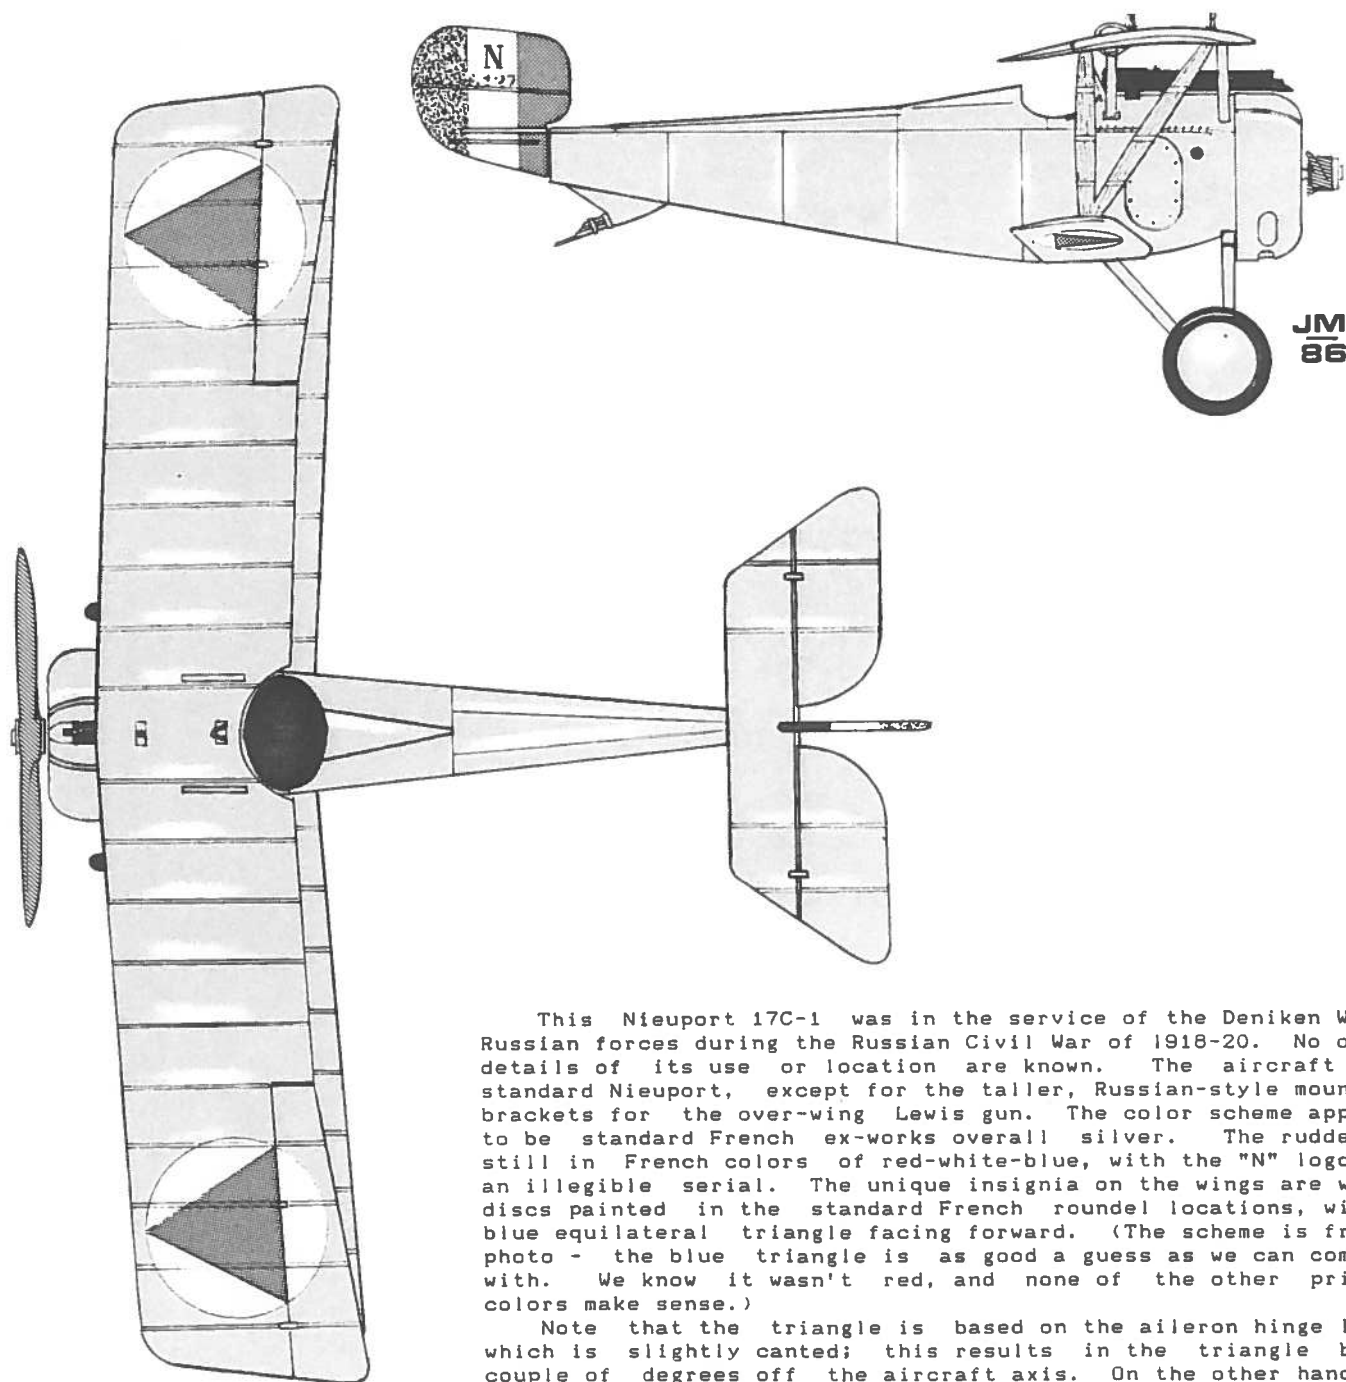 N
JM
86
This Nieuport 17C-1 was in the service of the Deniken
Russian forces during the Russian Civil War of 1918-20. No
details of its use or location are known. The aircraft
standard Nieuport, except for the taller, Russian-style
brackets for the over-wing Lewis gun. The color scheme
to be standard French ex-works overall silver. The
still in French colors of red-white-blue, with the "N"
an illegible serial. The unique insignia on the wings are
discs painted in the standard French roundel locations,
blue equilateral triangle facing forward. (The scheme is
photo - the blue triangle is as good a guess as we can
with. We know it wasn't red, and none of the other
colors make sense.)
Note that the triangle is based on the aileron hinge
which is slightly canted; this results in the triangle
couple of degrees off the aircraft axis. On the other